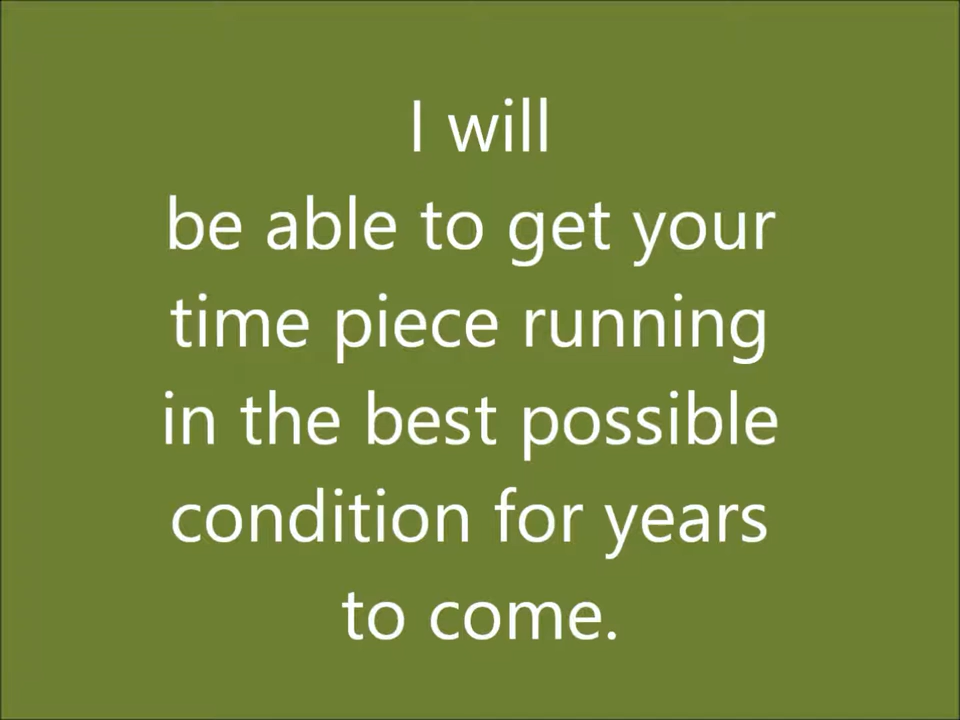 I will
be able to get your
time piece running
in the best possible
condition for years
to come.